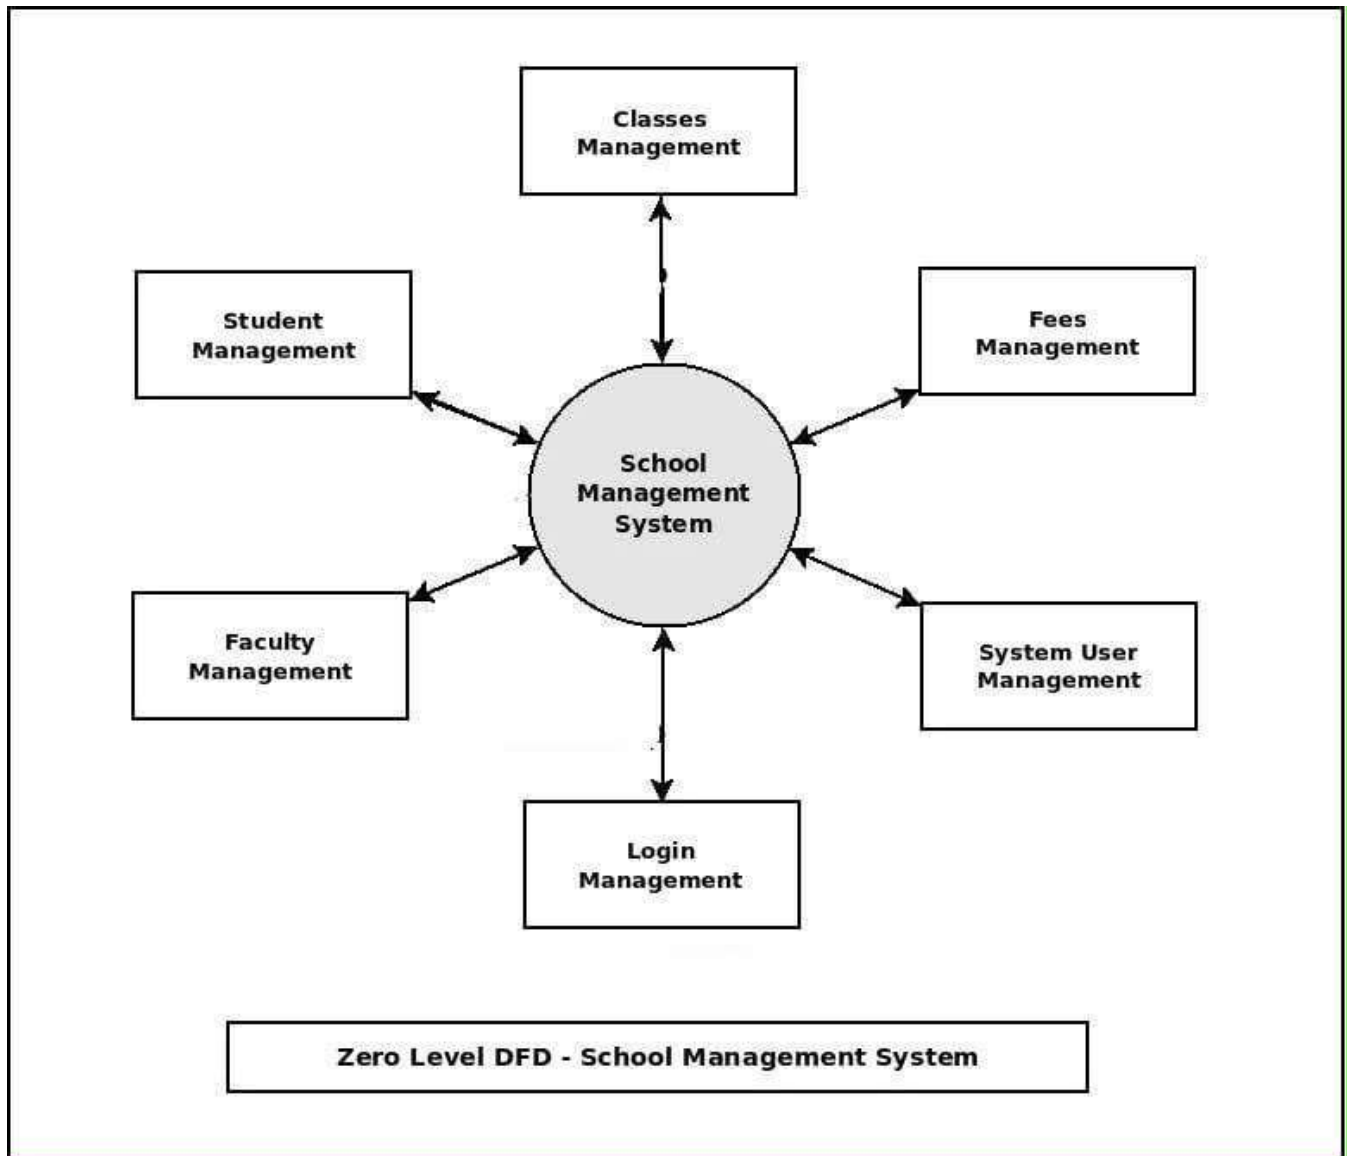 Classes
Management
Student
Management
Fees
Management
School
Management
System
Faculty
Management
System User
Management
Login
Management
Zero Level DFD - School Management System